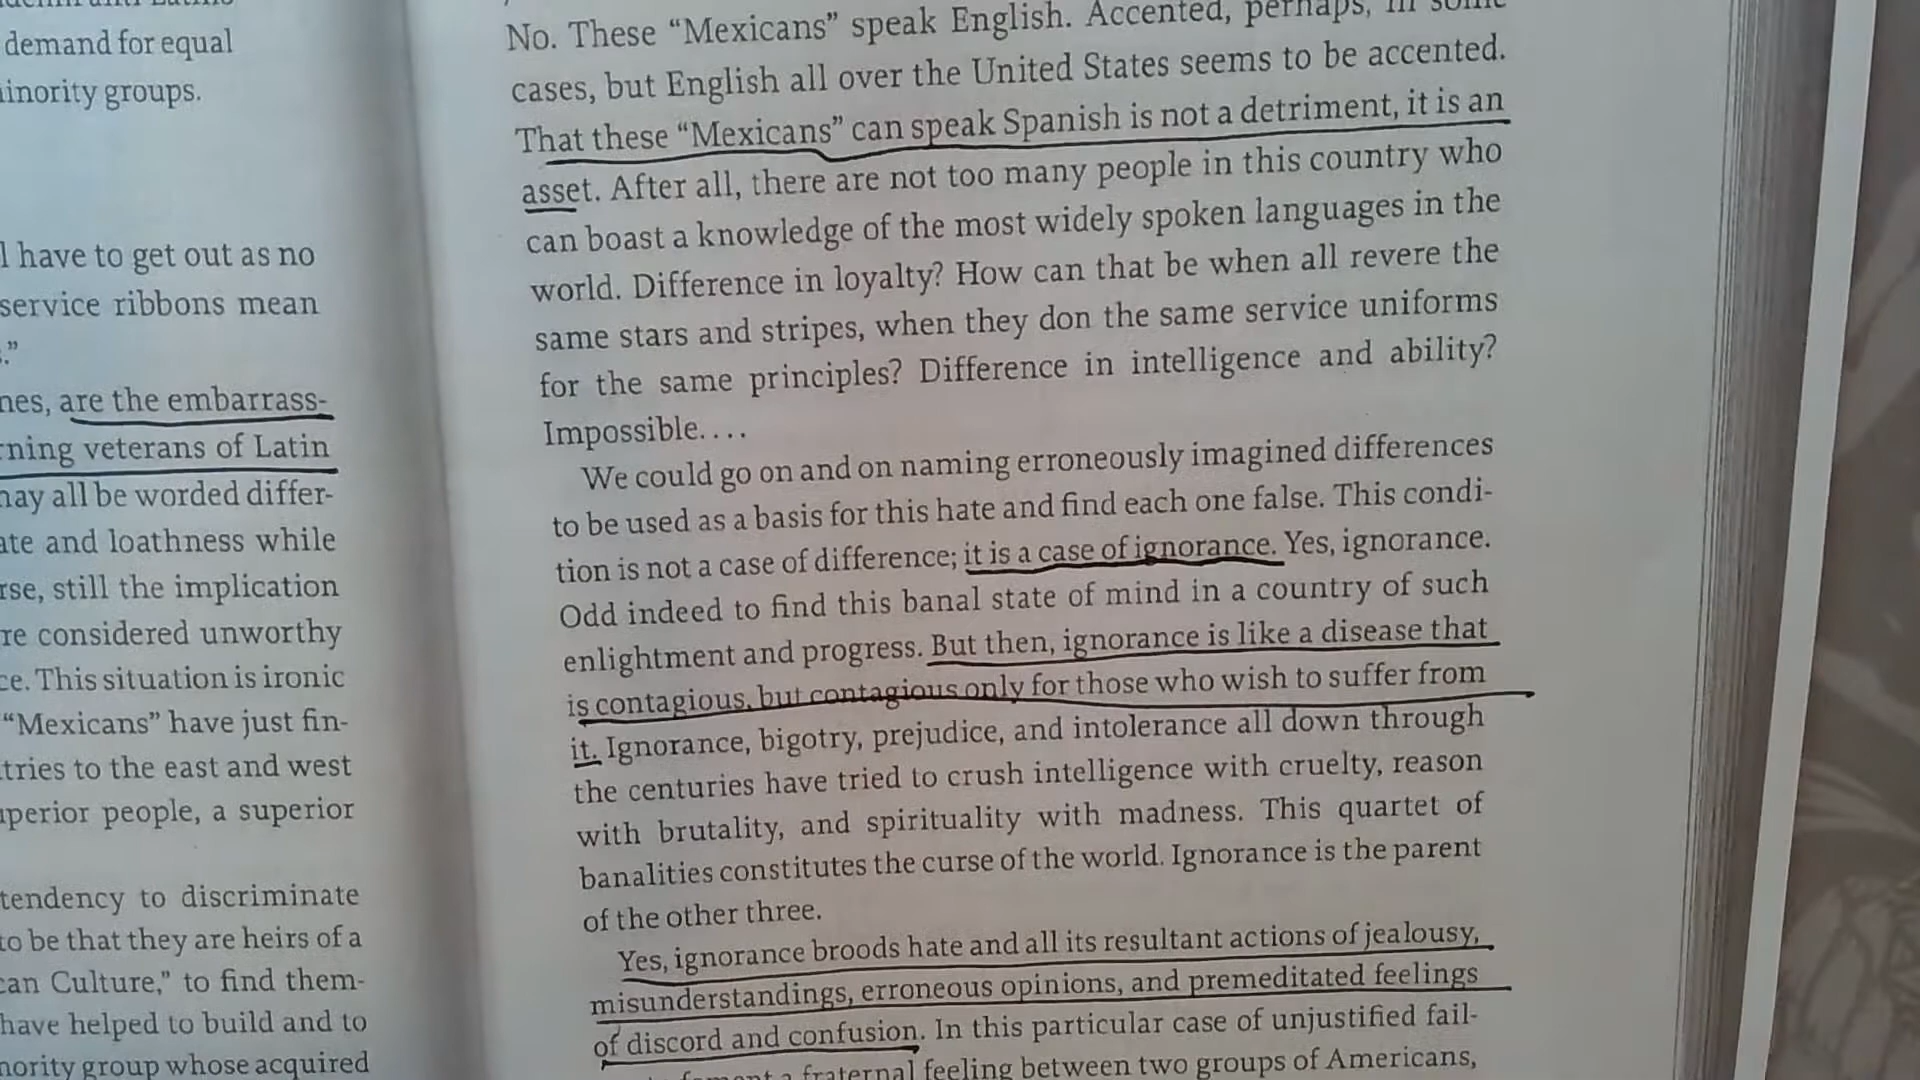 demand for equal
inority groups.
l have to get out as no
service ribbons mean
.”
nes, are the embarrass-
rning veterans of Latin
nay all be worded differ-
ate and loathness while
rse, still the implication
re considered unworthy
ce. This situation is ironic
“Mexicans” have just fin-
tries to the east and west
uperior people, a superior
tendency to discriminate
to be that they are heirs of a
can Culture,” to find them-
have helped to build and to
nority group whose acquired
No. These “Mexicans” speak English. Accented, perhaps, in some
cases, but English all over the United States seems to be accented.
That these “Mexicans” can speak Spanish is not a detriment, it is an
asset. After all, there are not too many people in this country who
can boast a knowledge of the most widely spoken languages in the
world. Difference in loyalty? How can that be when all revere the
same stars and stripes, when they don the same service uniforms
for the same principles? Difference in intelligence and ability?
Impossible....
We could go on and on naming erroneously imagined differences
to be used as a basis for this hate and find each one false. This condi-
tion is not a case of difference; it is a case of ignorance. Yes, ignorance.
Odd indeed to find this banal state of mind in a country of such
enlightment and progress. But then, ignorance is like a disease that
is contagious, but contagious only for those who wish to suffer from
it. Ignorance, bigotry, prejudice, and intolerance all down through
the centuries have tried to crush intelligence with cruelty, reason
with brutality, and spirituality with madness. This quartet of
banalities constitutes the curse of the world. Ignorance is the parent
of the other three.
Yes, ignorance broods hate and all its resultant actions of jealousy,
misunderstandings, erroneous opinions, and premeditated feelings
of discord and confusion. In this particular case of unjustified fail-
foment a fraternal feeling between two groups of Americans,